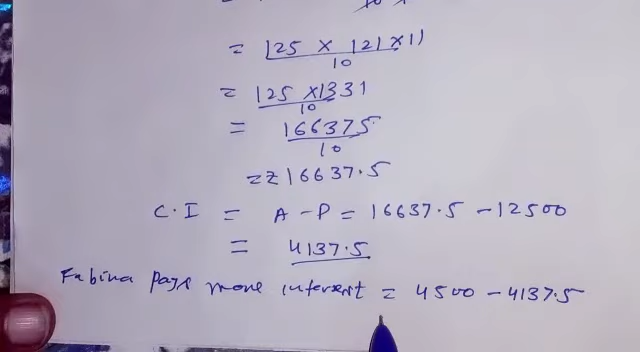 = 125 × 121 × 11
10
= 125 × 1331
10
= 166375
10
= ₹16637.5
C.I = A - P = 16637.5 - 12500
= 4137.5
Fabina pays more interest = 4500 - 4137.5